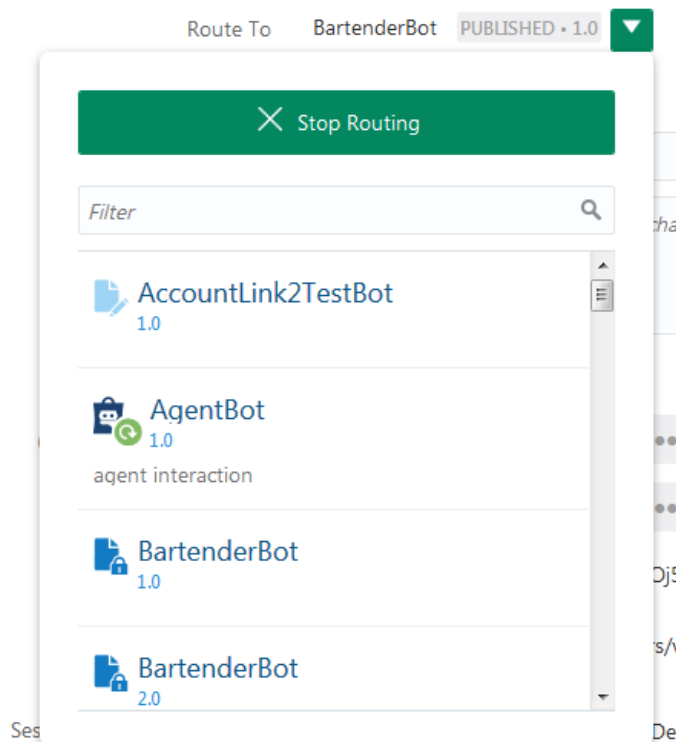 Route To BartenderBot PUBLISHED • 1.0
Stop Routing
Filter
AccountLink2TestBot
1.0
AgentBot
1.0
agent interaction
BartenderBot
1.0
BartenderBot
2.0